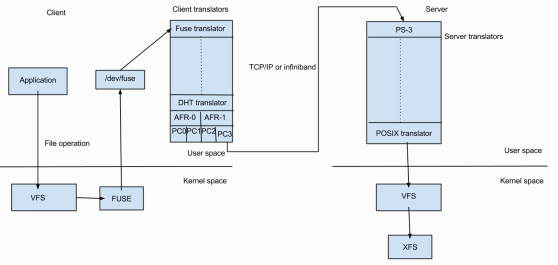 Client
Client translators
Server
Fuse translator
PS-3
Server translators
TCP/IP or infiniband
Application
/dev/fuse
DHT translator
AFR-0 AFR-1
PC0 PC1 PC2 PC3
POSIX translator
File operation
User space
User space
Kernel space
Kernel space
VFS
FUSE
VFS
XFS